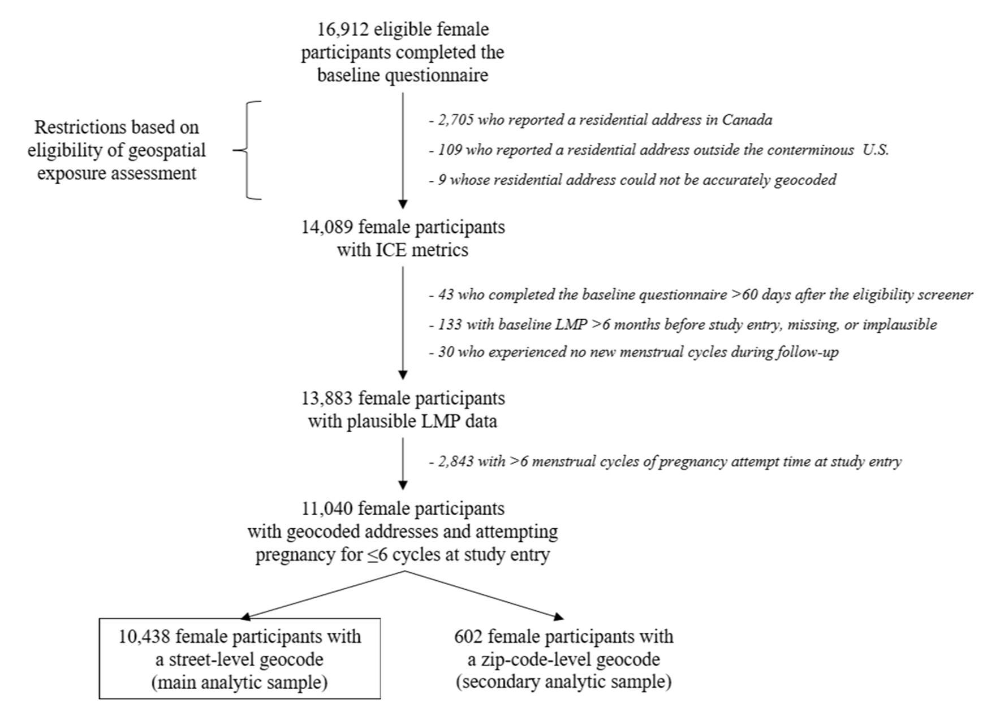 16,912 eligible female
participants completed the
baseline questionnaire
Restrictions based on
eligibility of geospatial
exposure assessment
- 2,705 who reported a residential address in Canada
- 109 who reported a residential address outside the conterminous U.S.
- 9 whose residential address could not be accurately geocoded
14,089 female participants
with ICE metrics
- 43 who completed the baseline questionnaire >60 days after the eligibility screener
- 133 with baseline LMP >6 months before study entry, missing, or implausible
- 30 who experienced no new menstrual cycles during follow-up
13,883 female participants
with plausible LMP data
- 2,843 with >6 menstrual cycles of pregnancy attempt time at study entry
11,040 female participants
with geocoded addresses and attempting
pregnancy for ≤6 cycles at study entry
10,438 female participants with
a street-level geocode
(main analytic sample)
602 female participants with
a zip-code-level geocode
(secondary analytic sample)